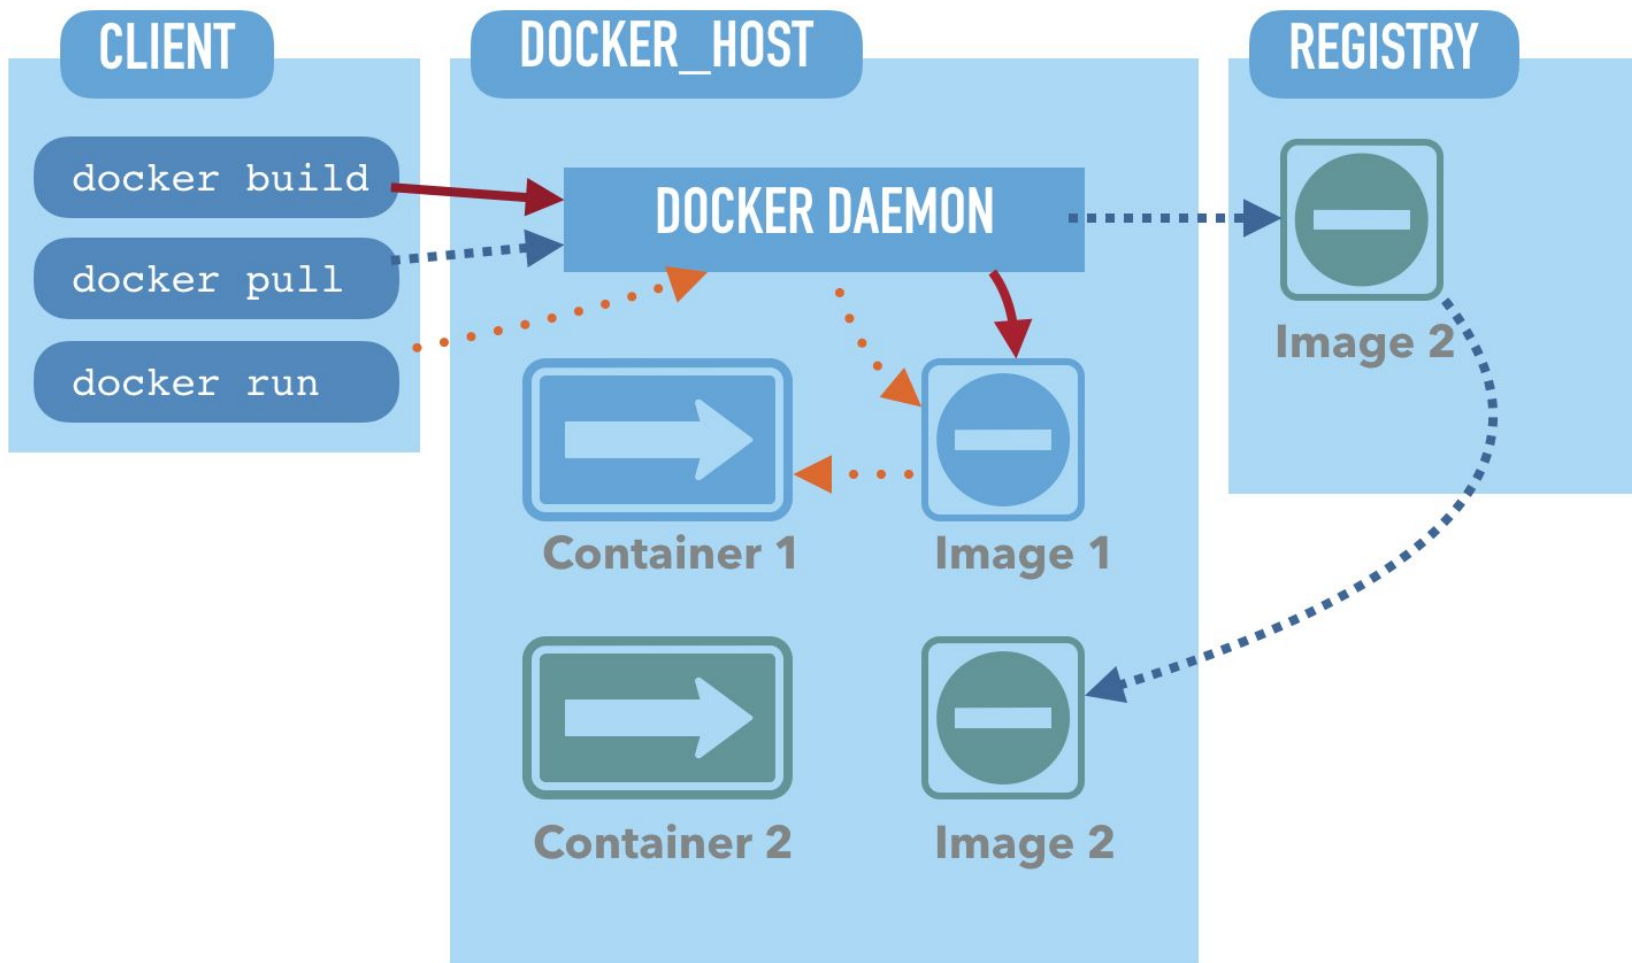 CLIENT
docker build
docker pull
docker run
DOCKER_HOST
DOCKER DAEMON
Container 1
Image 1
Container 2
Image 2
REGISTRY
Image 2